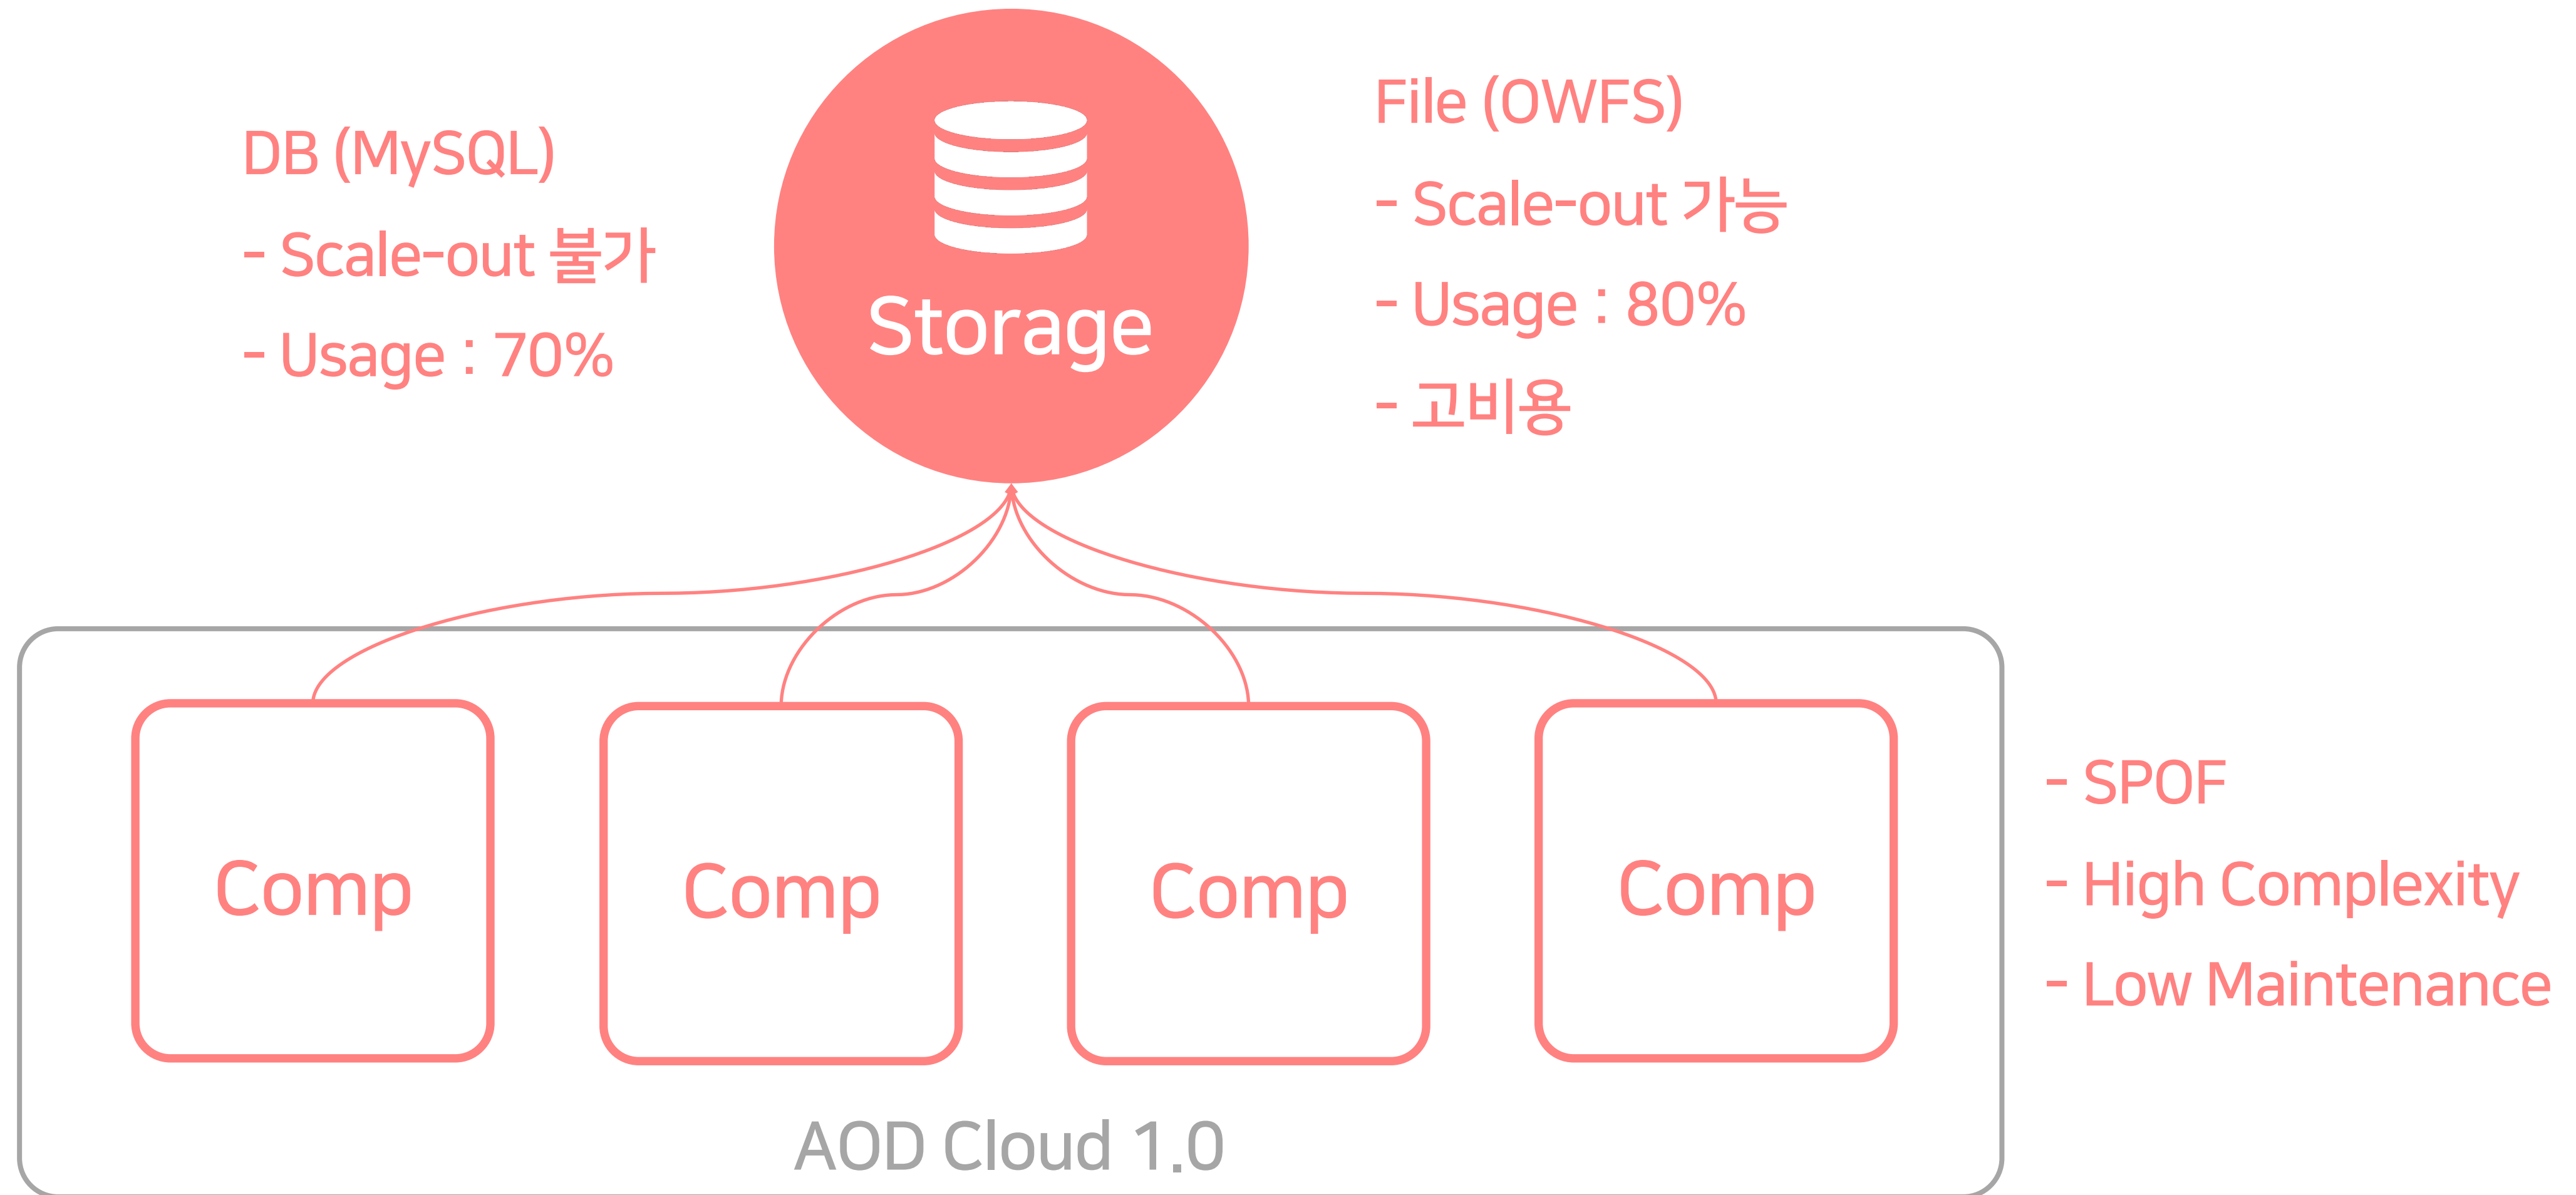 DB (MySQL)
- Scale-out 불가
- Usage : 70%
Storage
File (OWFS)
- Scale-out 가능
- Usage : 80%
- 고비용
Comp
Comp
Comp
Comp
AOD Cloud 1.0
- SPOF
- High Complexity
- Low Maintenance